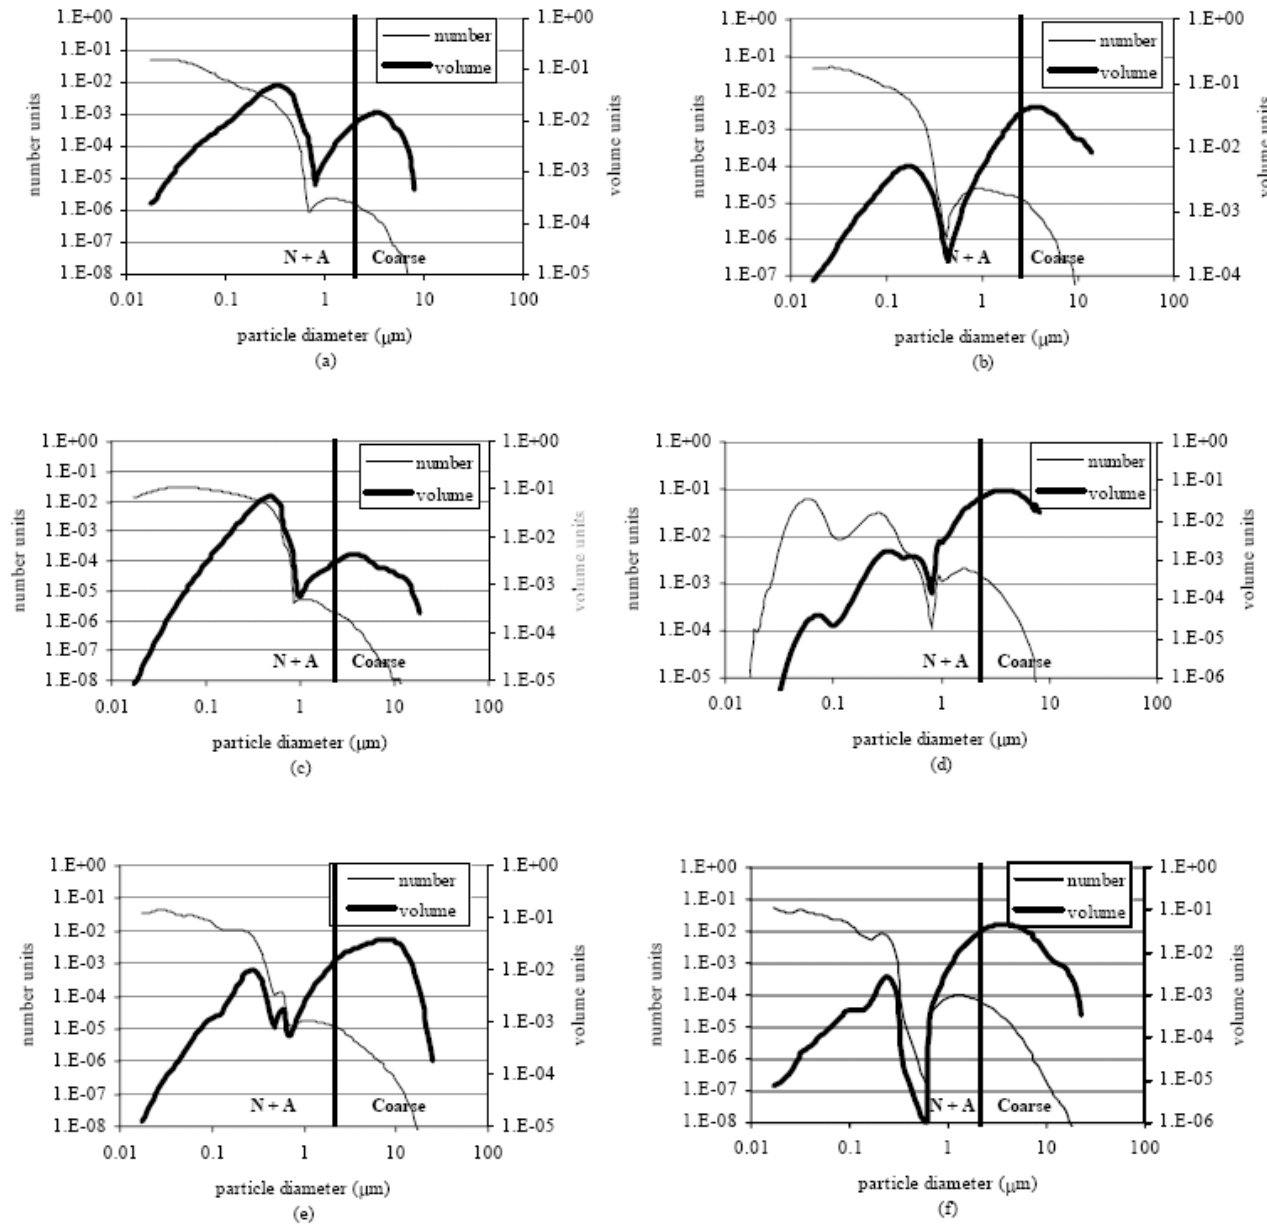 1.E+00
1.E-01
1.E-02
1.E-03
1.E-04
1.E-05
1.E-06
1.E-07
1.E-08
number units
number
volume
1.E+00
1.E-01
1.E-02
1.E-03
1.E-04
1.E-05
volume units
N + A Coarse
0.01 0.1 1 10 100
particle diameter (μm)
(a)
1.E+00
1.E-01
1.E-02
1.E-03
1.E-04
1.E-05
1.E-06
1.E-07
number units
number
volume
1.E+00
1.E-01
1.E-02
1.E-03
1.E-04
volume units
N + A Coarse
0.01 0.1 1 10 100
particle diameter (μm)
(b)
1.E+00
1.E-01
1.E-02
1.E-03
1.E-04
1.E-05
1.E-06
1.E-07
1.E-08
number units
number
volume
1.E+00
1.E-01
1.E-02
1.E-03
1.E-04
1.E-05
volume units
N + A Coarse
0.01 0.1 1 10 100
particle diameter (μm)
(c)
1.E+00
1.E-01
1.E-02
1.E-03
1.E-04
1.E-05
number units
number
volume
1.E+00
1.E-01
1.E-02
1.E-03
1.E-04
1.E-05
1.E-06
volume units
N + A Coarse
0.01 0.1 1 10 100
particle diameter (μm)
(d)
1.E+00
1.E-01
1.E-02
1.E-03
1.E-04
1.E-05
1.E-06
1.E-07
1.E-08
number units
number
volume
1.E+00
1.E-01
1.E-02
1.E-03
1.E-04
1.E-05
volume units
N + A Coarse
0.01 0.1 1 10 100
particle diameter (μm)
(e)
1.E+00
1.E-01
1.E-02
1.E-03
1.E-04
1.E-05
1.E-06
1.E-07
1.E-08
number units
number
volume
1.E+00
1.E-01
1.E-02
1.E-03
1.E-04
1.E-05
1.E-06
volume units
N + A Coarse
0.01 0.1 1 10 100
particle diameter (μm)
(f)